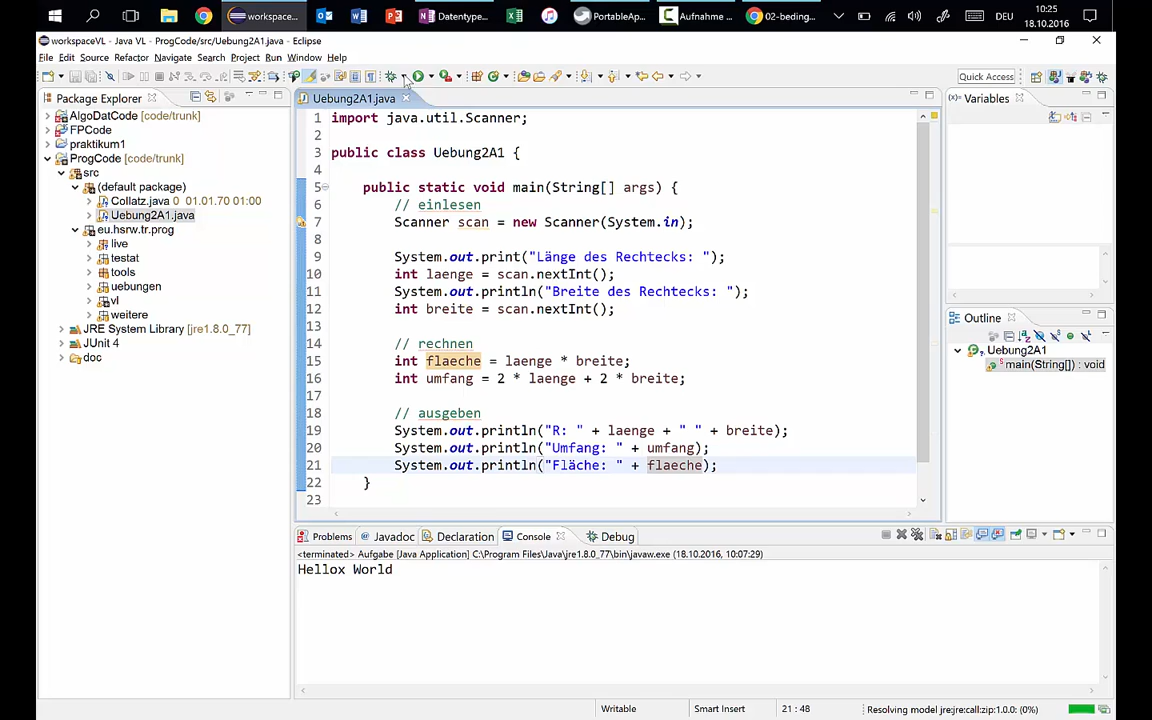 workspace...
Datentype...
PortableAp...
Aufnahme ...
02-beding...
DEU
10:25
18.10.2016
workspaceVL - Java VL - ProgCode/src/Uebung2A1.java - Eclipse
File Edit Source Refactor Navigate Search Project Run Window Help
Quick Access
Package Explorer
AlgoDatCode [code/trunk]
FPCode
praktikum1
ProgCode [code/trunk]
src
(default package)
Collatz.java 0 01.01.70 01:00
Uebung2A1.java
eu.hsrw.tr.prog
live
testat
tools
uebungen
vl
weitere
JRE System Library [jre1.8.0_77]
JUnit 4
doc
Uebung2A1.java
1 import java.util.Scanner;
2
3 public class Uebung2A1 {
4
5 public static void main(String[] args) {
6 // einlesen
7 Scanner scan = new Scanner(System.in);
8
9 System.out.print("Länge des Rechtecks: ");
10 int laenge = scan.nextInt();
11 System.out.println("Breite des Rechtecks: ");
12 int breite = scan.nextInt();
13
14 // rechnen
15 int flaeche = laenge * breite;
16 int umfang = 2 * laenge + 2 * breite;
17
18 // ausgeben
19 System.out.println("R: " + laenge + " " + breite);
20 System.out.println("Umfang: " + umfang);
21 System.out.println("Fläche: " + flaeche);
22 }
23
Variables
Outline
Uebung2A1
main(String[]) : void
Problems Javadoc Declaration Console Debug
<terminated> Aufgabe [Java Application] C:\Program Files\Java\jre1.8.0_77\bin\javaw.exe (18.10.2016, 10:07:29)
Hellox World
Writable
Smart Insert
21 : 48
Resolving model jre:jre:call:zip:1.0.0: (0%)